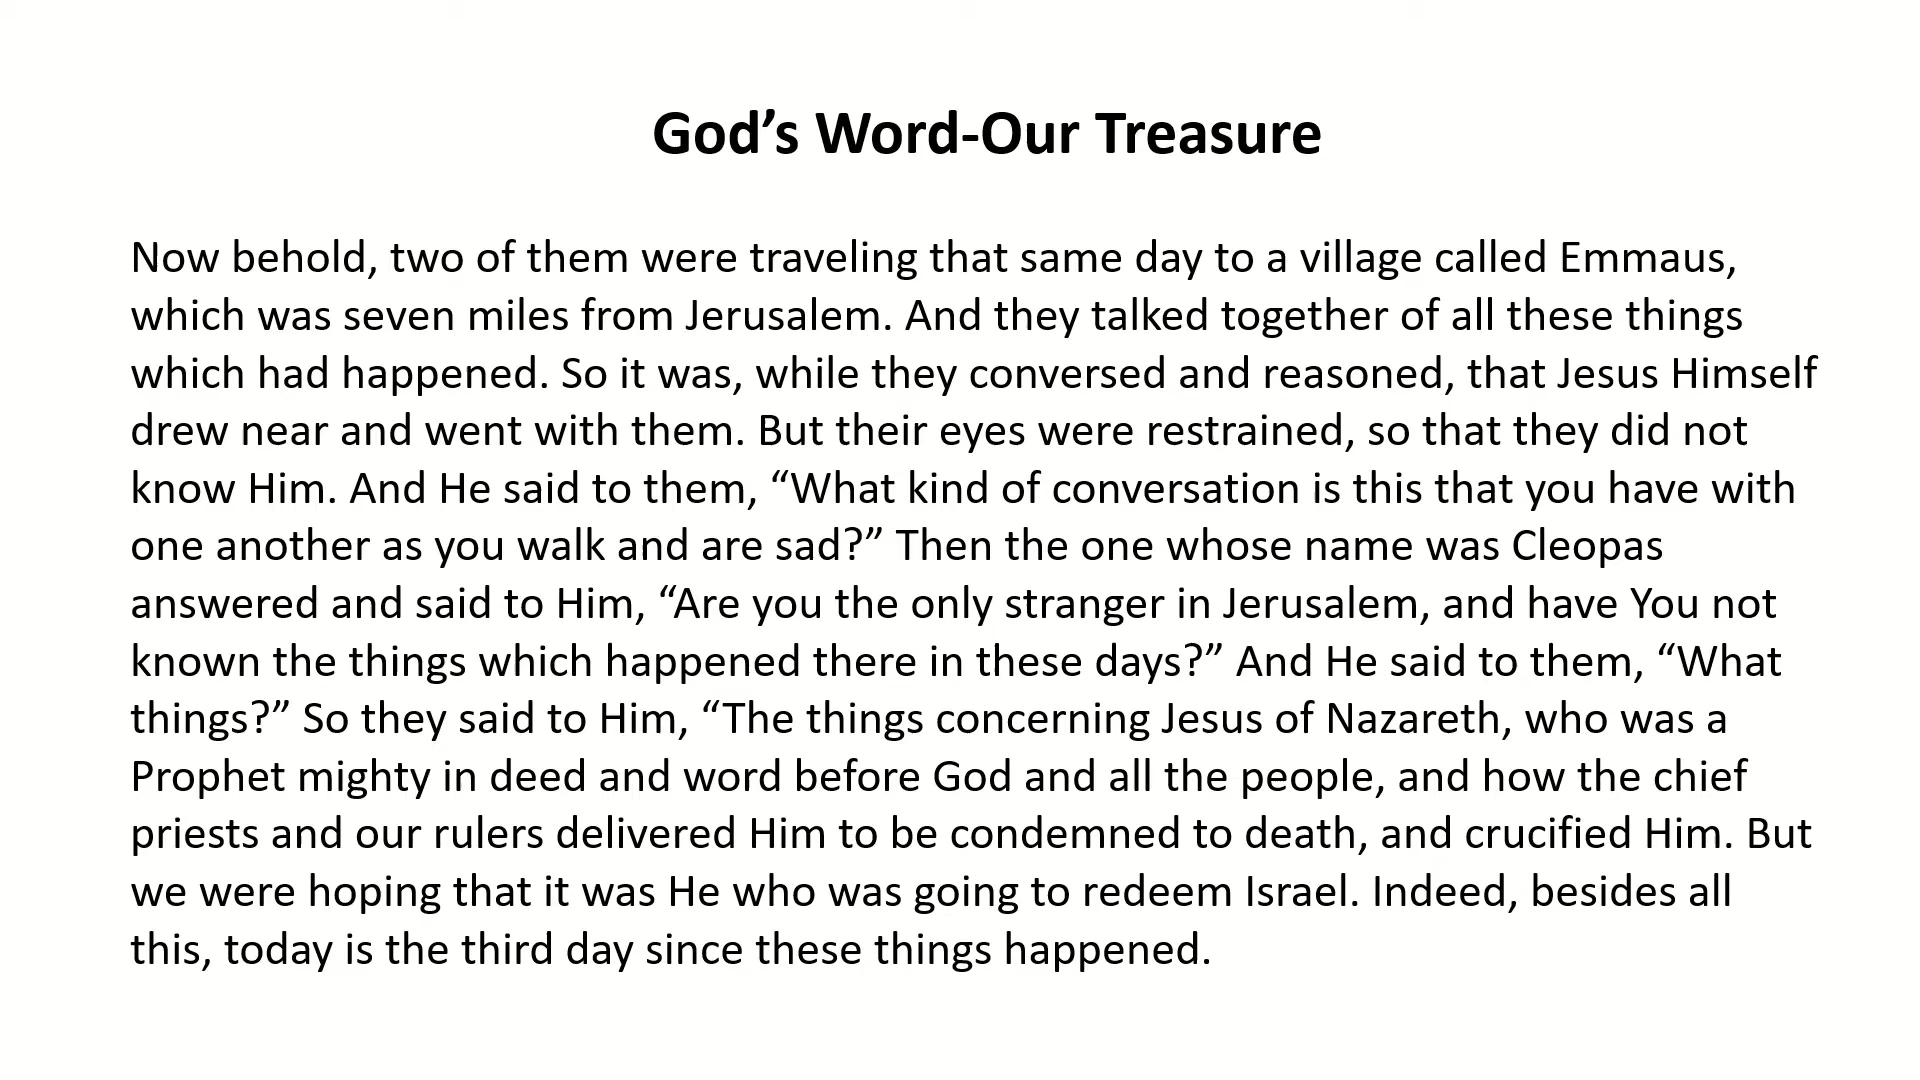 God’s Word-Our Treasure
Now behold, two of them were traveling that same day to a village called Emmaus,
which was seven miles from Jerusalem. And they talked together of all these things
which had happened. So it was, while they conversed and reasoned, that Jesus Himself
drew near and went with them. But their eyes were restrained, so that they did not
know Him. And He said to them, “What kind of conversation is this that you have with
one another as you walk and are sad?” Then the one whose name was Cleopas
answered and said to Him, “Are you the only stranger in Jerusalem, and have You not
known the things which happened there in these days?” And He said to them, “What
things?” So they said to Him, “The things concerning Jesus of Nazareth, who was a
Prophet mighty in deed and word before God and all the people, and how the chief
priests and our rulers delivered Him to be condemned to death, and crucified Him. But
we were hoping that it was He who was going to redeem Israel. Indeed, besides all
this, today is the third day since these things happened.